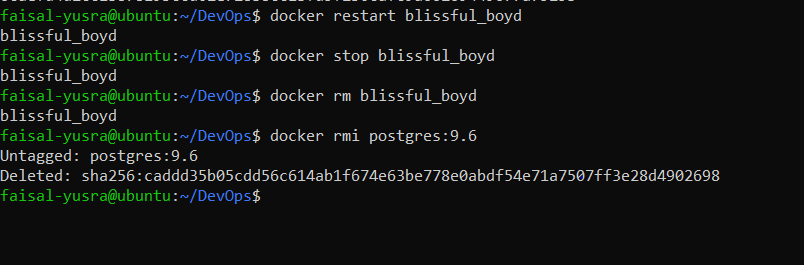 faisal-yusra@ubuntu:~/DevOps$ docker restart blissful_boyd
blissful_boyd
faisal-yusra@ubuntu:~/DevOps$ docker stop blissful_boyd
blissful_boyd
faisal-yusra@ubuntu:~/DevOps$ docker rm blissful_boyd
blissful_boyd
faisal-yusra@ubuntu:~/DevOps$ docker rmi postgres:9.6
Untagged: postgres:9.6
Deleted: sha256:caddd35b05cdd56c614ab1f674e63be778e0abdf54e71a7507ff3e28d4902698
faisal-yusra@ubuntu:~/DevOps$